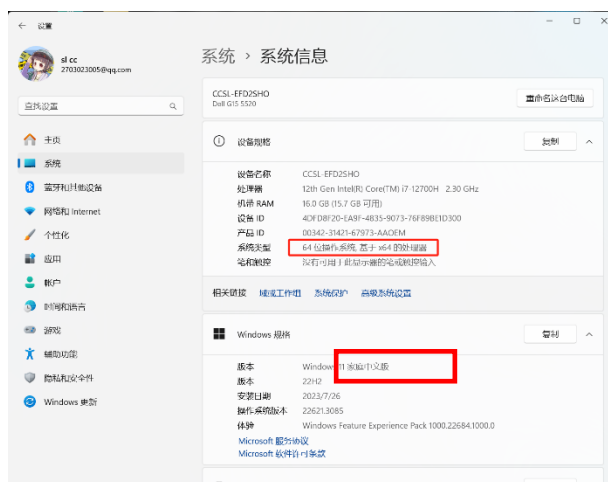 设置
sl cc
2703023005@qq.com
查找设置
主页
系统
蓝牙和其他设备
网络和 Internet
个性化
应用
帐户
时间和语言
游戏
辅助功能
隐私和安全性
Windows 更新
系统 › 系统信息
CCSL-EFD2SHO
Dell G15 5520
重命名这台电脑
设备规格
复制
设备名称 CCSL-EFD2SHO
处理器 12th Gen Intel(R) Core(TM) i7-12700H 2.30 GHz
机带 RAM 16.0 GB (15.7 GB 可用)
设备 ID 4DFD8F20-EA9F-4835-9073-76F89BE1D300
产品 ID 00342-31421-67973-AAOEM
系统类型 64 位操作系统, 基于 x64 的处理器
笔和触控 没有可用于此显示器的笔或触控输入
相关链接 域或工作组 系统保护 高级系统设置
Windows 规格
复制
版本 Windows 11 家庭中文版
版本 22H2
安装日期 2023/7/26
操作系统版本 22621.3085
体验 Windows Feature Experience Pack 1000.22684.1000.0
Microsoft 服务协议
Microsoft 软件许可条款